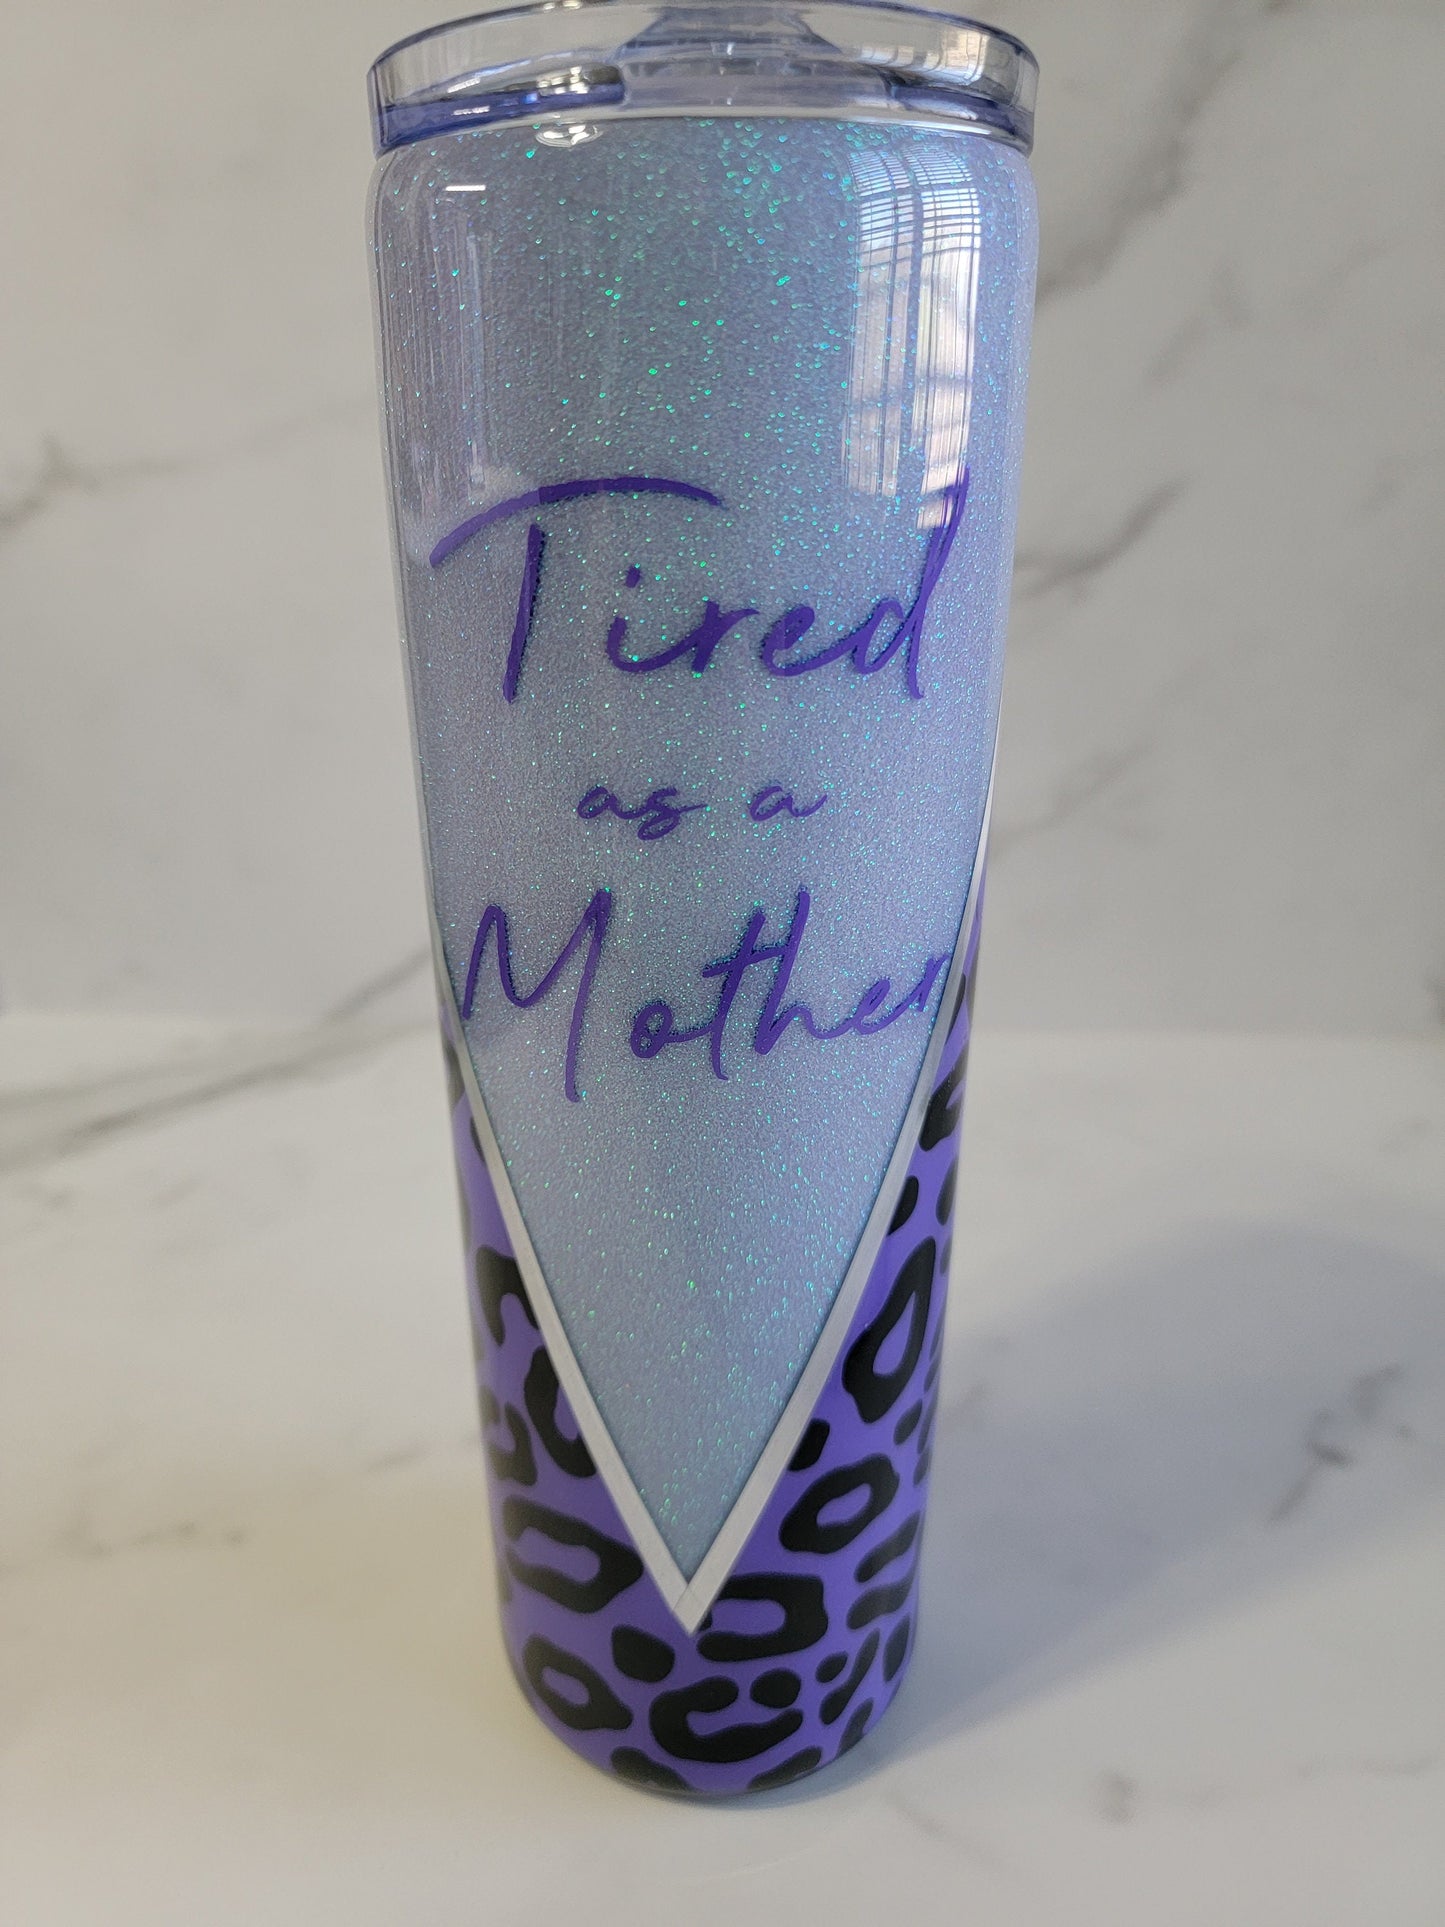 Tired
as a
Mother